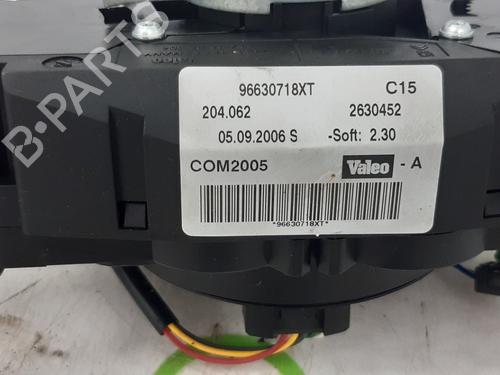 B-PARTS
96630718XT C15
204.062 2630452
05.09.2006 S -Soft: 2.30
COM2005 Valeo - A
*96630718XT*